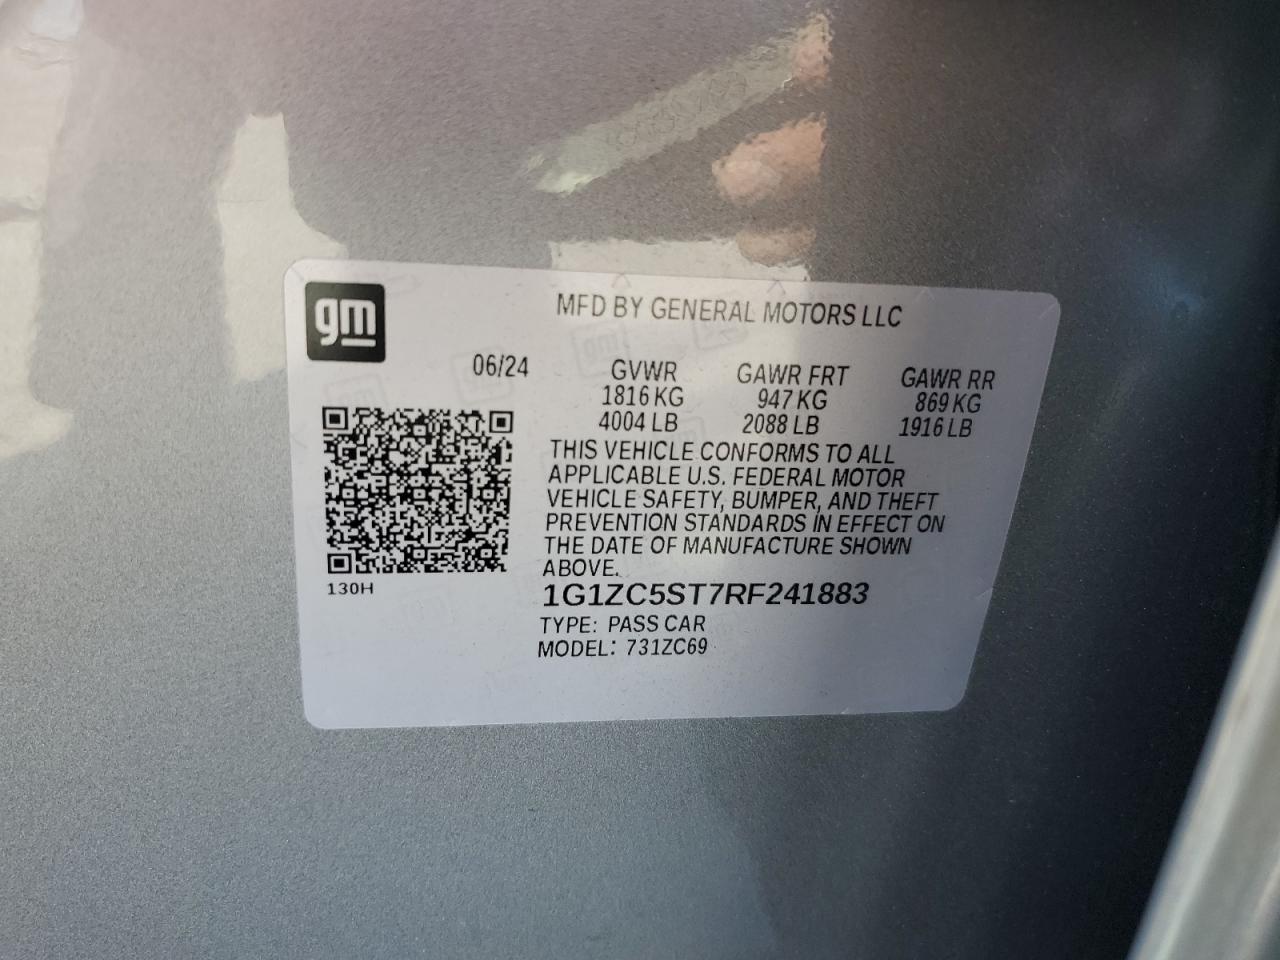 gm
MFD BY GENERAL MOTORS LLC
06/24 GVWR GAWR FRT GAWR RR
1816 KG 947 KG 869 KG
4004 LB 2088 LB 1916 LB
THIS VEHICLE CONFORMS TO ALL
APPLICABLE U.S. FEDERAL MOTOR
VEHICLE SAFETY, BUMPER, AND THEFT
PREVENTION STANDARDS IN EFFECT ON
THE DATE OF MANUFACTURE SHOWN
ABOVE.
130H
1G1ZC5ST7RF241883
TYPE: PASS CAR
MODEL: 731ZC69